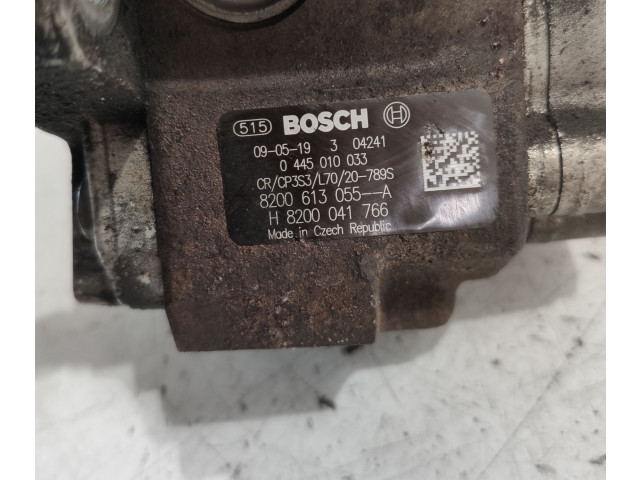 515 BOSCH
09-05-19 3 04241
0 445 010 033
CR/CP3S3/L70/20-789S
8200 613 055--A
H 8200 041 766
Made in Czech Republic